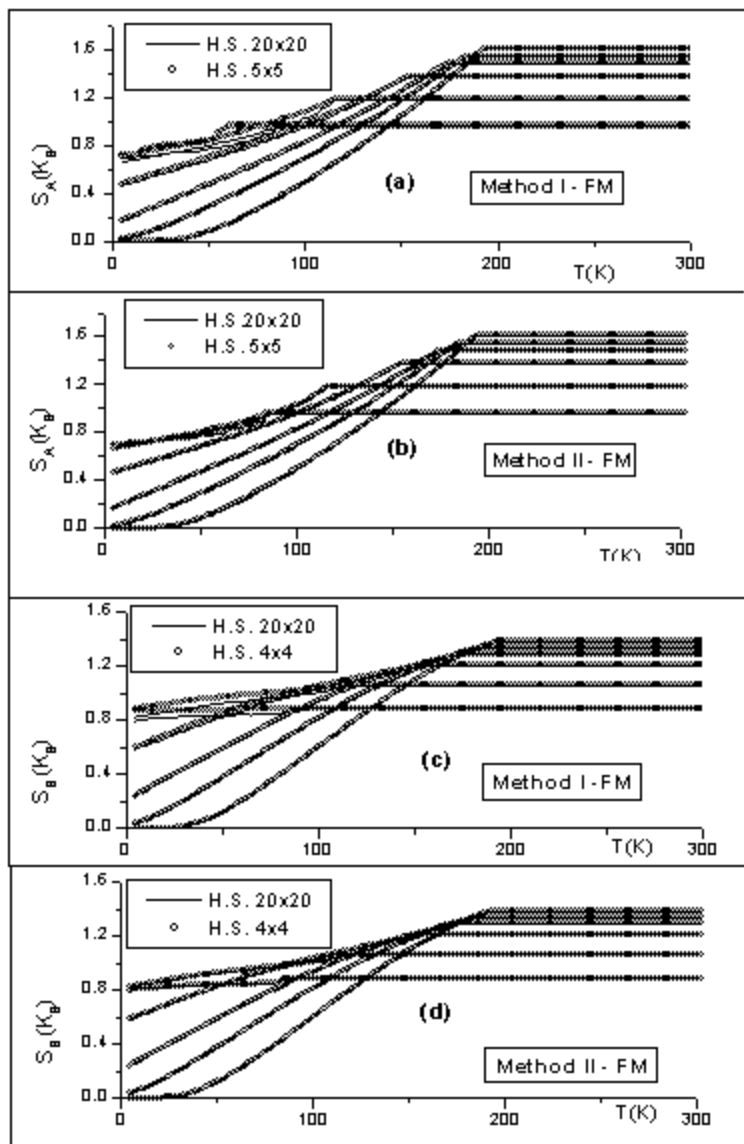 1.6
1.2
0.8
0.4
0.0
S_A(K_B)
H.S. 20x20
H.S. 5x5
(a)
Method I - FM
0
100
200
300
T(K)
1.6
1.2
0.8
0.4
0.0
S_A(K_B)
H.S.20x20
H.S.5x5
(b)
Method II - FM
0
100
200
300
T(K)
1.6
1.2
0.8
0.4
0.0
S_B(K_B)
H.S. 20x20
H.S. 4x4
(c)
Method I-FM
0
100
200
300
T(K)
1.6
1.2
0.8
0.4
0.0
S_B(K_B)
H.S. 20x20
H.S. 4x4
(d)
Method II - FM
0
100
200
300
T(K)